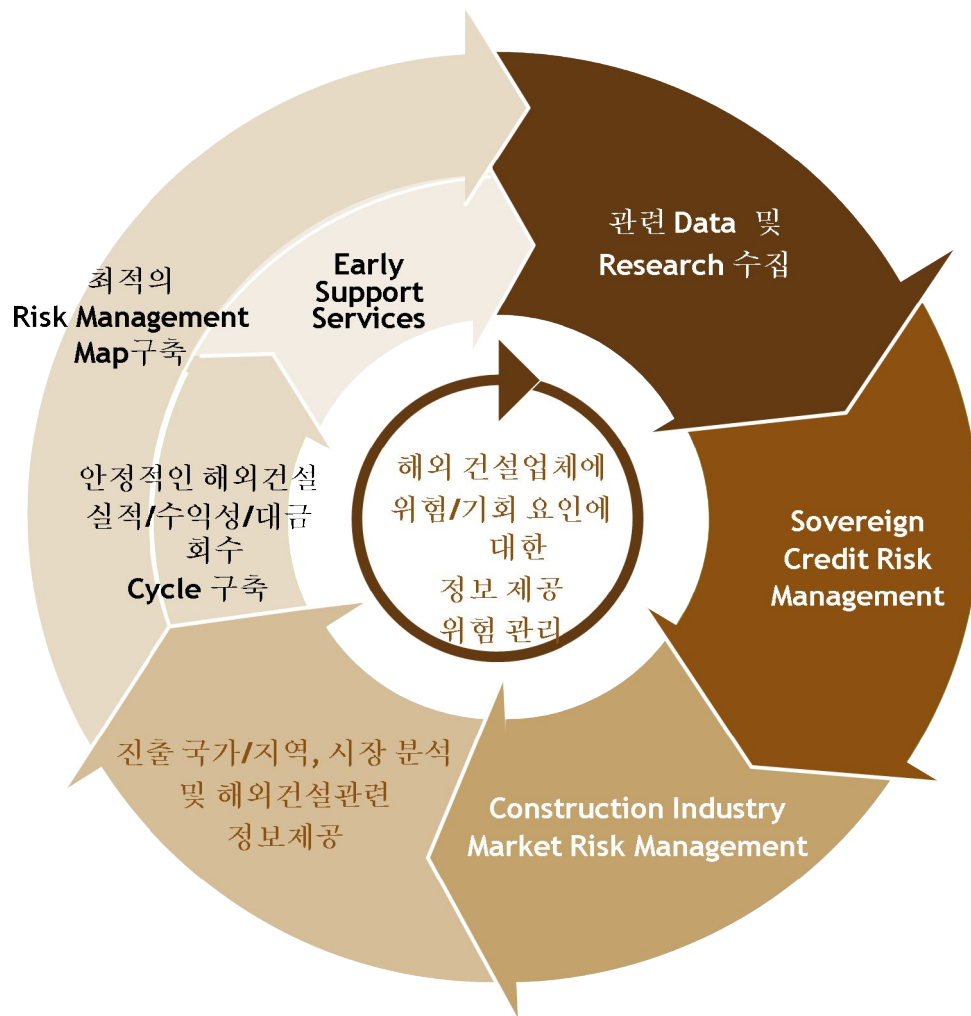 관련 Data 및
Research 수집
Sovereign
Credit Risk
Management
Construction Industry
Market Risk Management
진출 국가/지역, 시장 분석
및 해외건설관련
정보제공
안정적인 해외건설
실적/수익성/대금
회수
Cycle 구축
최적의
Risk Management
Map구축
Early
Support
Services
해외 건설업체에
위험/기회 요인에
대한
정보 제공
위험 관리